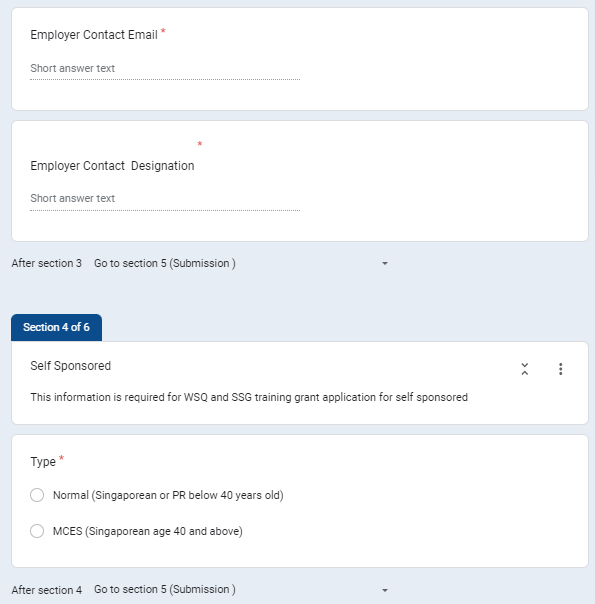 Employer Contact Email *
Short answer text
*
Employer Contact  Designation
Short answer text
After section 3 Go to section 5 (Submission )
Section 4 of 6
Self Sponsored
This information is required for WSQ and SSG training grant application for self sponsored
Type *
Normal (Singaporean or PR below 40 years old)
MCES (Singaporean age 40 and above)
After section 4 Go to section 5 (Submission )